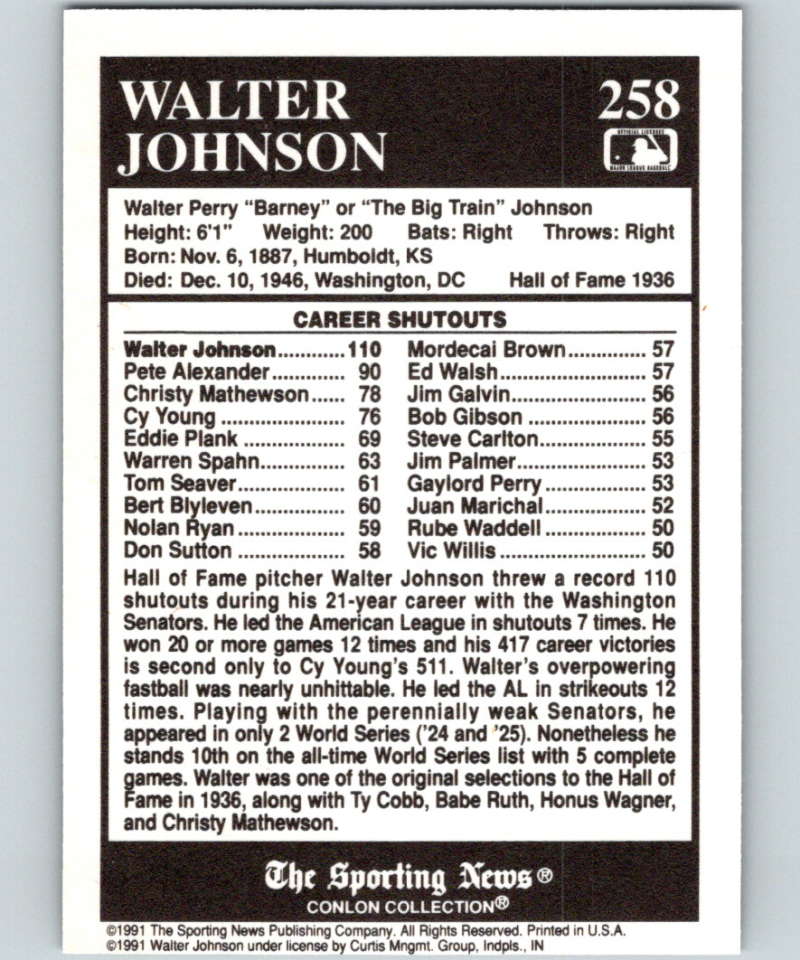 WALTER
JOHNSON
258
OFFICIAL LICENSEE
MAJOR LEAGUE BASEBALL
Walter Perry "Barney" or "The Big Train" Johnson
Height: 6'1" Weight: 200 Bats: Right Throws: Right
Born: Nov. 6, 1887, Humboldt, KS
Died: Dec. 10, 1946, Washington, DC Hall of Fame 1936
CAREER SHUTOUTS
Walter Johnson............110 Mordecai Brown.............. 57
Pete Alexander............... 90 Ed Walsh......................... 57
Christy Mathewson...... 78 Jim Galvin........................ 56
Cy Young ...................... 76 Bob Gibson ..................... 56
Eddie Plank .................. 69 Steve Carlton................... 55
Warren Spahn............... 63 Jim Palmer....................... 53
Tom Seaver................... 61 Gaylord Perry .................. 53
Bert Blyleven................ 60 Juan Marichal.................. 52
Nolan Ryan ................... 59 Rube Waddell .................. 50
Don Sutton ................... 58 Vic Willis .......................... 50
Hall of Fame pitcher Walter Johnson threw a record 110
shutouts during his 21-year career with the Washington
Senators. He led the American League in shutouts 7 times. He
won 20 or more games 12 times and his 417 career victories
is second only to Cy Young's 511. Walter's overpowering
fastball was nearly unhittable. He led the AL in strikeouts 12
times. Playing with the perennially weak Senators, he
appeared in only 2 World Series ('24 and '25). Nonetheless he
stands 10th on the all-time World Series list with 5 complete
games. Walter was one of the original selections to the Hall of
Fame in 1936, along with Ty Cobb, Babe Ruth, Honus Wagner,
and Christy Mathewson.
The Sporting News®
CONLON COLLECTION®
©1991 The Sporting News Publishing Company. All Rights Reserved. Printed in U.S.A.
©1991 Walter Johnson under license by Curtis Mngmt. Group, Indpls., IN